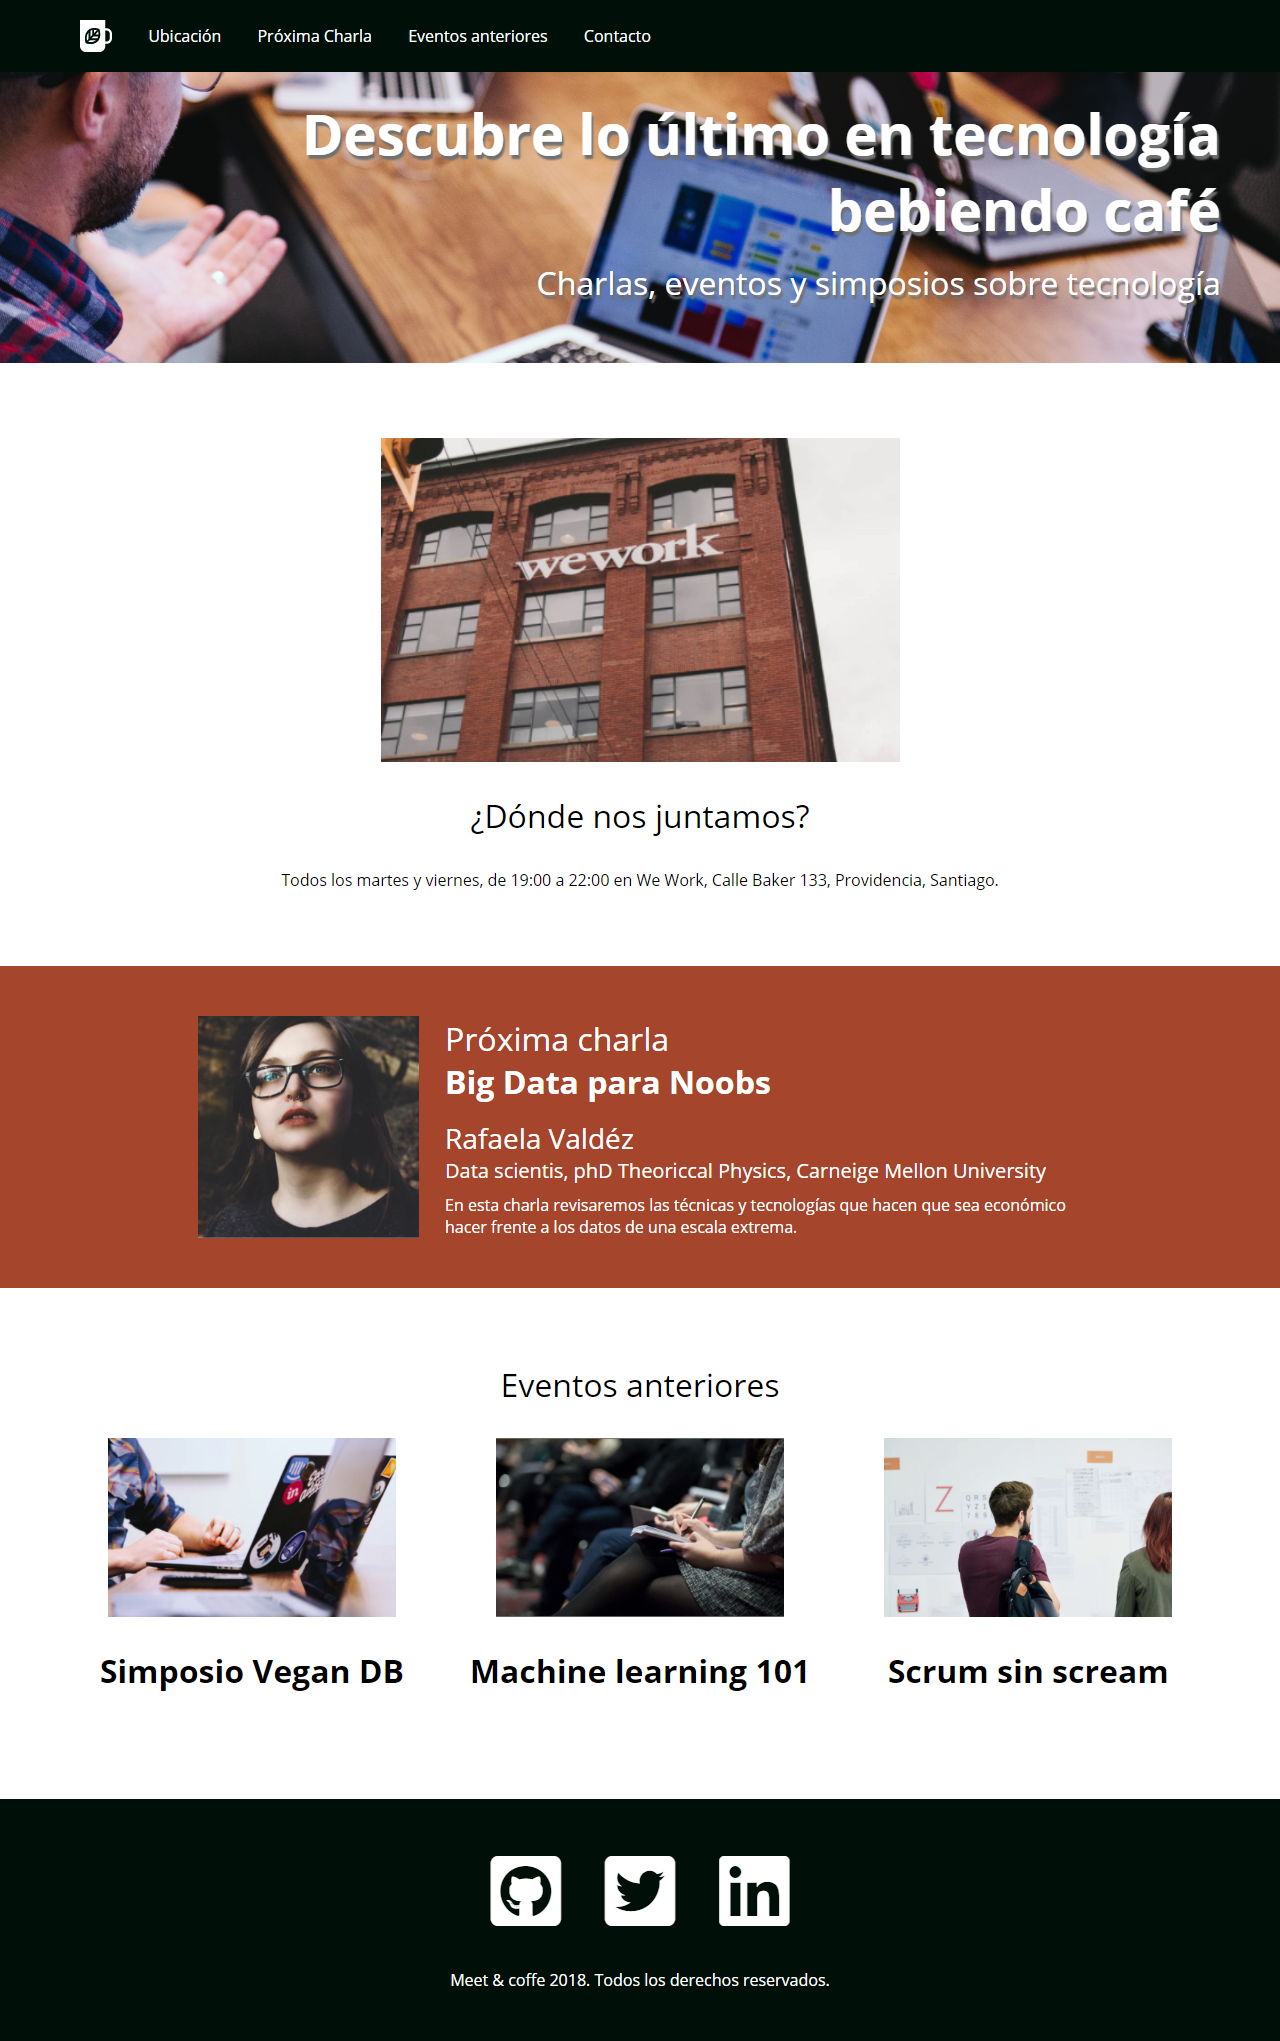 Ubicación Próxima Charla Eventos anteriores Contacto
Descubre lo último en tecnología
bebiendo café
Charlas, eventos y simposios sobre tecnología
wework
¿Dónde nos juntamos?
Todos los martes y viernes, de 19:00 a 22:00 en We Work, Calle Baker 133, Providencia, Santiago.
Próxima charla
Big Data para Noobs
Rafaela Valdéz
Data scientis, phD Theoriccal Physics, Carneige Mellon University
En esta charla revisaremos las técnicas y tecnologías que hacen que sea económico
hacer frente a los datos de una escala extrema.
Eventos anteriores
in
Z
Simposio Vegan DB
Machine learning 101
Scrum sin scream
in
Meet & coffe 2018. Todos los derechos reservados.